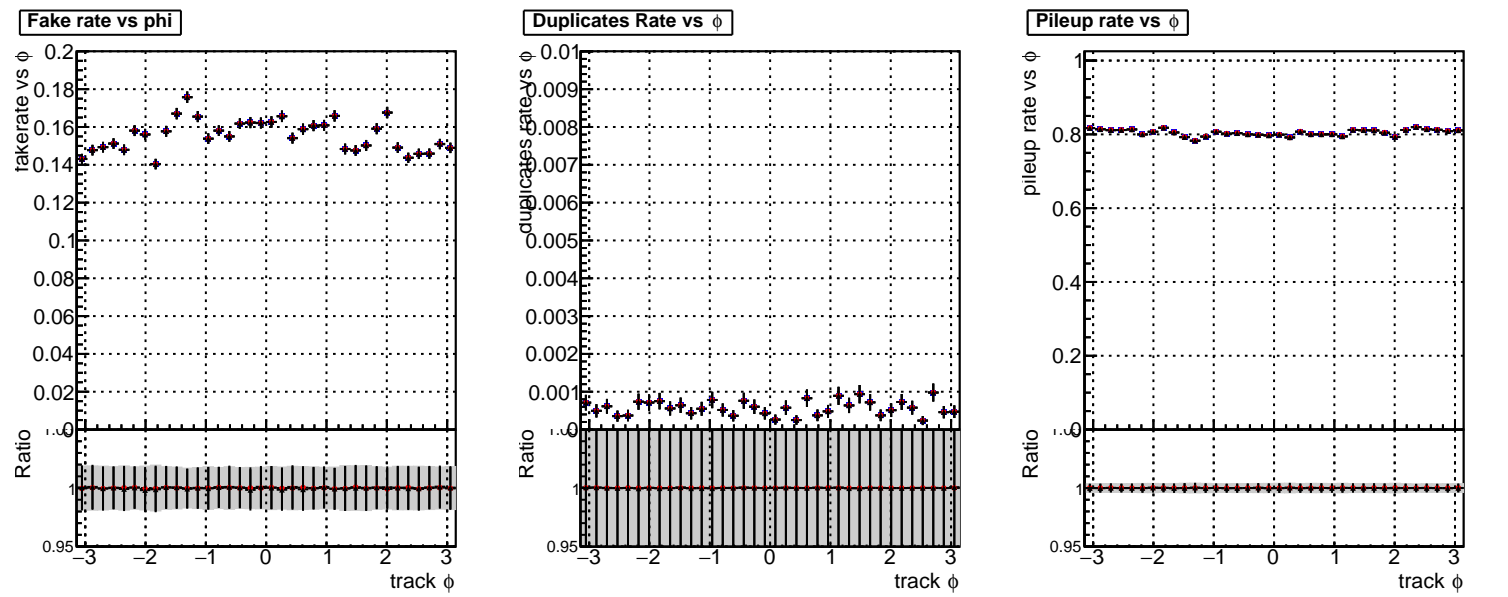 Fake rate vs phi
fakerate vs ϕ
0.2
0.18
0.16
0.14
0.12
0.1
0.08
0.06
0.04
0.02
0
Ratio
1
0.95
−3 −2 −1 0 1 2 3
track ϕ
Duplicates Rate vs ϕ
duplicates rate vs ϕ
0.01
0.009
0.008
0.007
0.006
0.005
0.004
0.003
0.002
0.001
0
Ratio
1
0.95
−3 −2 −1 0 1 2 3
track ϕ
Pileup rate vs ϕ
pileup rate vs ϕ
1
0.8
0.6
0.4
0.2
0
Ratio
1
0.95
−3 −2 −1 0 1 2 3
track ϕ